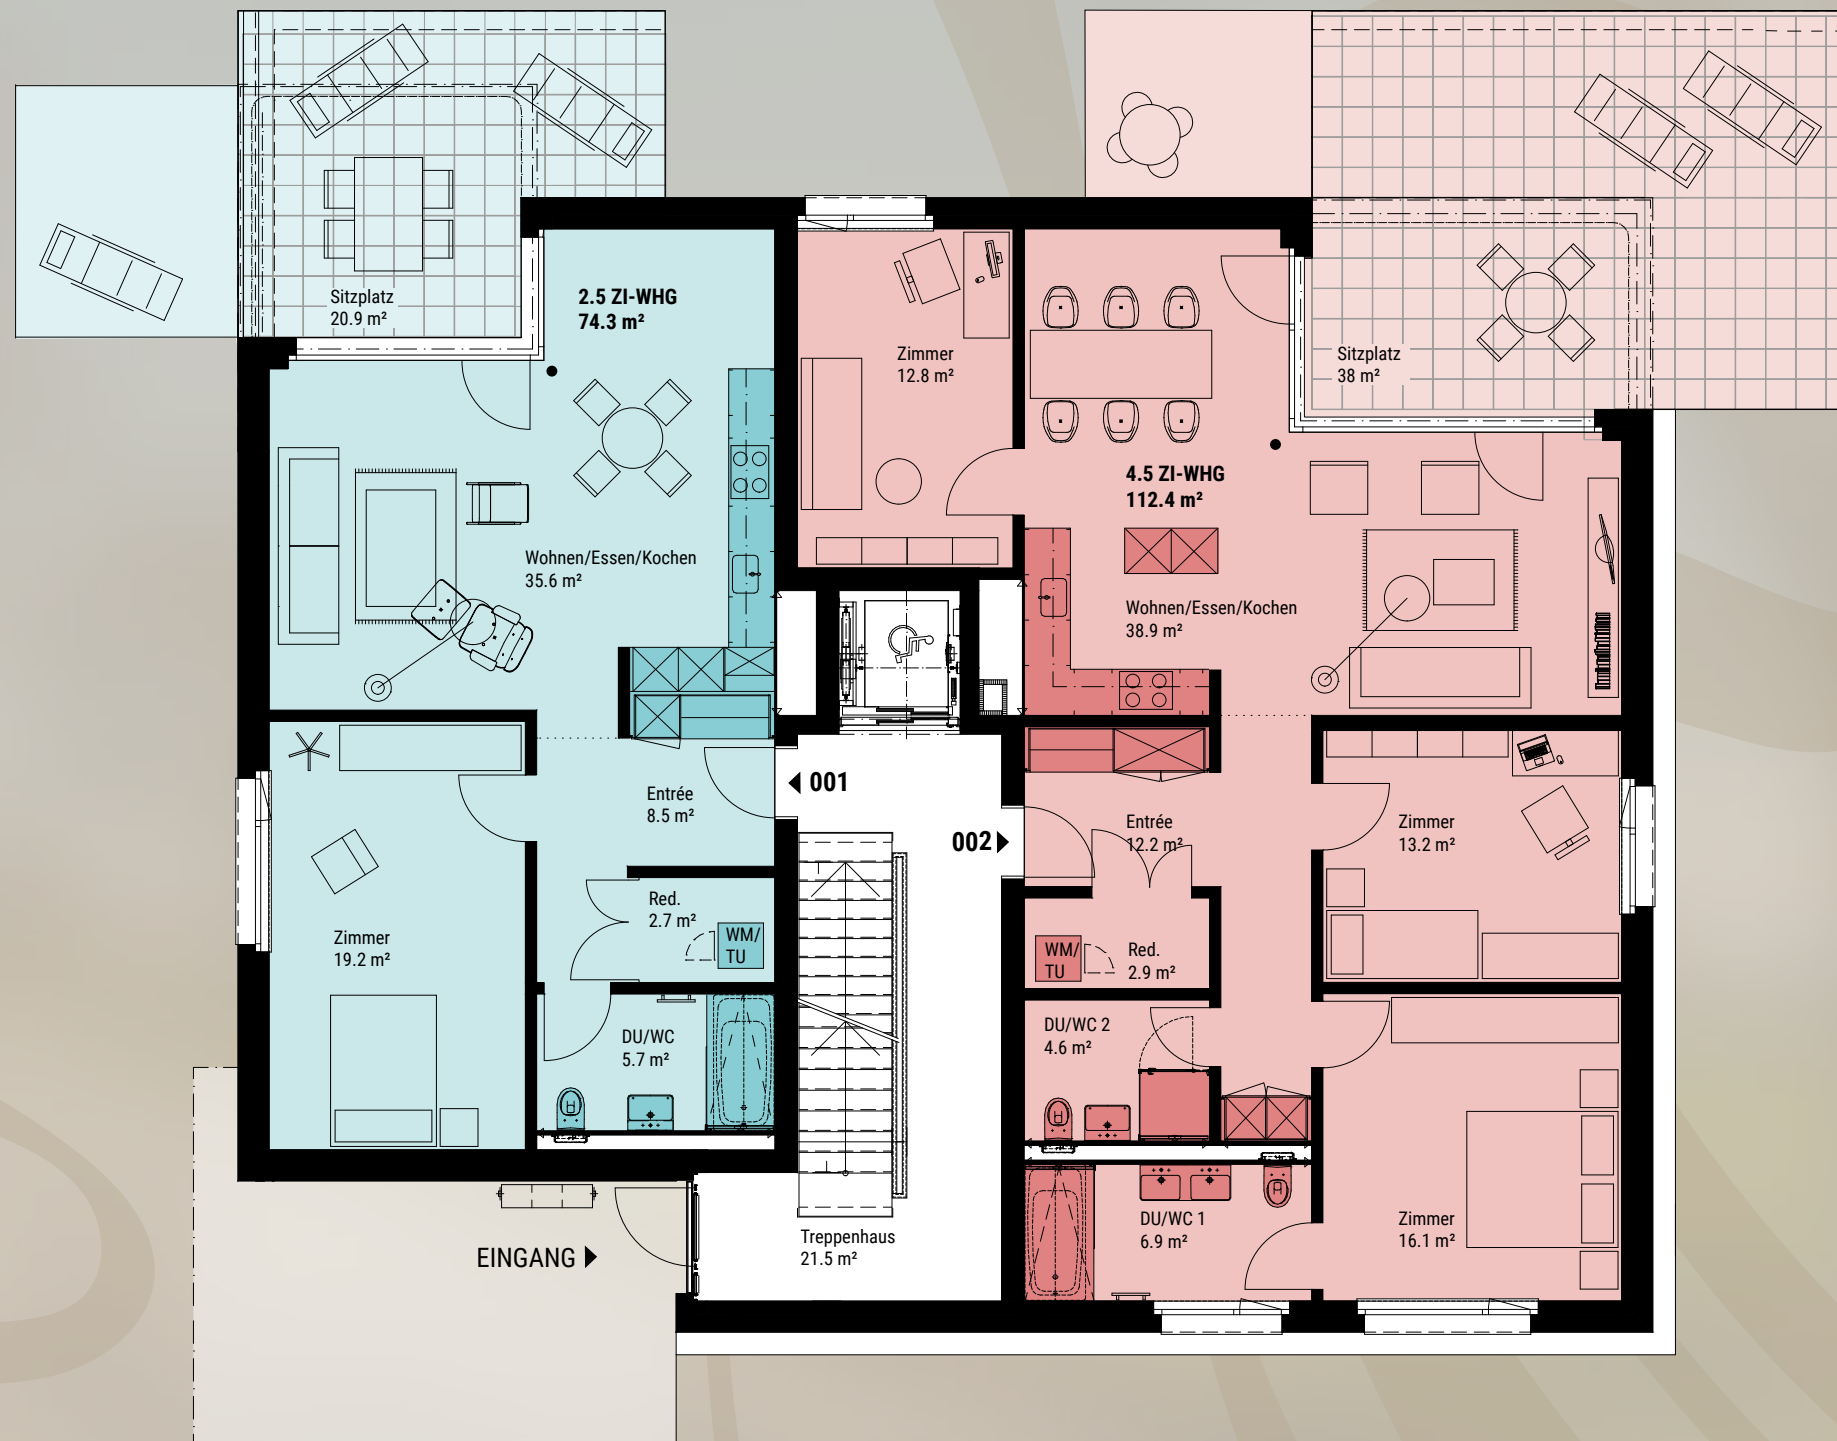 Sitzplatz
20.9 m²
2.5 ZI-WHG
74.3 m²
Zimmer
12.8 m²
Sitzplatz
38 m²
4.5 ZI-WHG
112.4 m²
Wohnen/Essen/Kochen
35.6 m²
Wohnen/Essen/Kochen
38.9 m²
001
Entrée
8.5 m²
002
Entrée
12.2 m²
Zimmer
13.2 m²
Red.
2.7 m²
WM/
TU
Zimmer
19.2 m²
WM/
TU
Red.
2.9 m²
DU/WC
5.7 m²
DU/WC 2
4.6 m²
DU/WC 1
6.9 m²
Zimmer
16.1 m²
Treppenhaus
21.5 m²
EINGANG